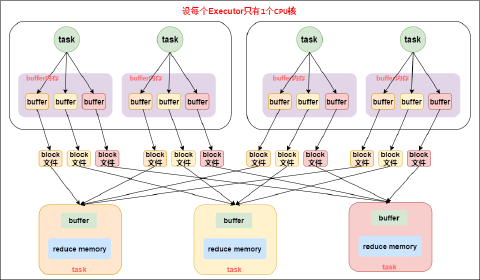 设每个Executor只有1个CPU核
task
task
task
task
buffer内存
buffer内存
buffer内存
buffer内存
buffer
buffer
buffer
buffer
buffer
buffer
buffer
buffer
buffer
buffer
buffer
buffer
block
文件
block
文件
block
文件
block
文件
block
文件
block
文件
block
文件
block
文件
block
文件
block
文件
block
文件
block
文件
buffer
reduce memory
task
buffer
reduce memory
task
buffer
reduce memory
task